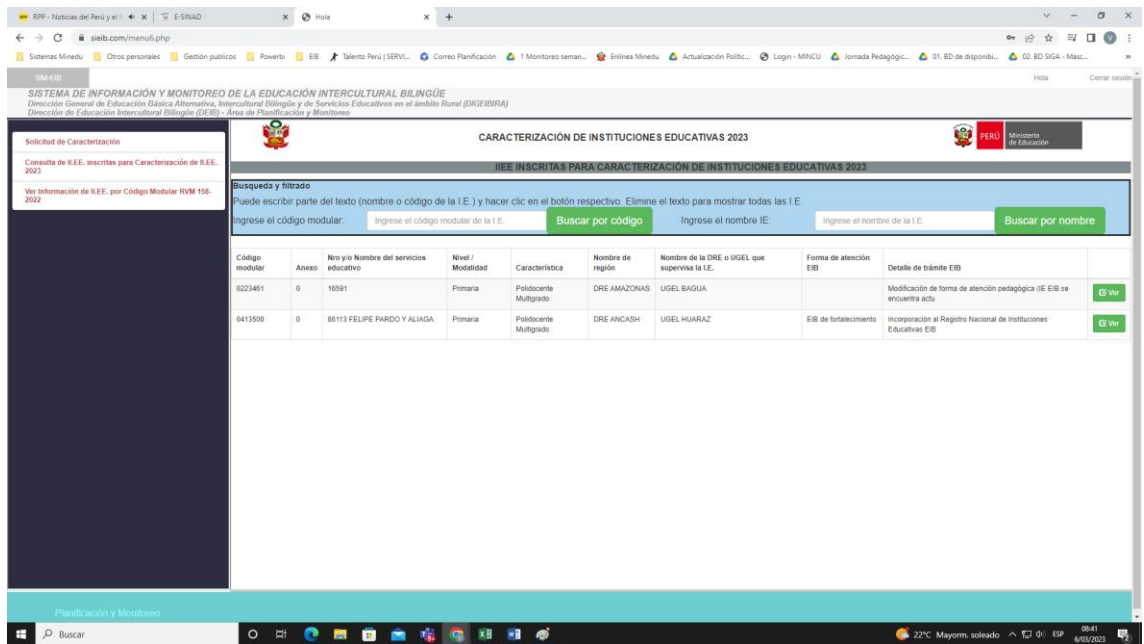 RPP - Noticias del Perú y el
E-SINAD
Hola
sieib.com/menu6.php
Sistemas Minedu
Otros personales
Gestión publicos
Powerbi
EIB
Talento Perú | SERVI...
Correo Planificación
1 Monitoreo seman...
Enlínea Minedu
Actualización Polític...
Login - MINCU
Jornada Pedagógic...
01. BD de disponibi...
02. BD SIGA - Masc...
SIM-EIB
Hola
Cerrar sesión
SISTEMA DE INFORMACIÓN Y MONITOREO DE LA EDUCACIÓN INTERCULTURAL BILINGÜE
Dirección General de Educación Básica Alternativa, Intercultural Bilingüe y de Servicios Educativos en el ámbito Rural (DIGEIBIRA)
Dirección de Educación Intercultural Bilingüe (DEIB) - Área de Planificación y Monitoreo
Solicitud de Caracterización
Consulta de II.EE. inscritas para Caracterización de II.EE.
2023
Ver Información de II.EE. por Código Modular RVM 158-
2022
CARACTERIZACIÓN DE INSTITUCIONES EDUCATIVAS 2023
PERÚ
Ministerio
de Educación
IIEE INSCRITAS PARA CARACTERIZACIÓN DE INSTITUCIONES EDUCATIVAS 2023
Busqueda y filtrado
Puede escribir parte del texto (nombre o código de la I.E.) y hacer clic en el botón respectivo. Elimine el texto para mostrar todas las I.E.
Ingrese el código modular:
Ingrese el código modular de la I.E.
Buscar por código
Ingrese el nombre IE:
Ingrese el nombre de la I.E.
Buscar por nombre
Código
modular
Anexo
Nro y/o Nombre del servicios
educativo
Nivel /
Modalidad
Característica
Nombre de
región
Nombre de la DRE o UGEL que
supervisa la I.E.
Forma de atención
EIB
Detalle de trámite EIB
0223461
0
16591
Primaria
Polidocente
Multigrado
DRE AMAZONAS
UGEL BAGUA
Modificación de forma de atención pedagógica (IE EIB se
encuentra actu
Ver
0413500
0
86113 FELIPE PARDO Y ALIAGA
Primaria
Polidocente
Multigrado
DRE ANCASH
UGEL HUARAZ
EIB de fortalecimiento
Incorporación al Registro Nacional de Instituciones
Educativas EIB
Ver
Planificación y Monitoreo
Buscar
22°C Mayorm. soleado
ESP
08:41
6/03/2023